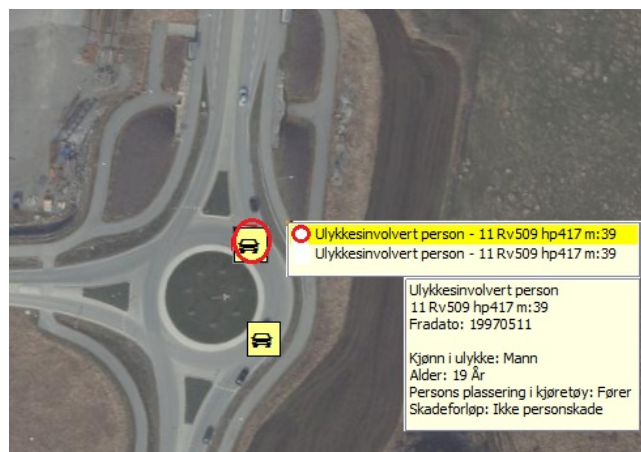 Ulykkesinvolvert person - 11 Rv509 hp417 m:39
Ulykkesinvolvert person - 11 Rv509 hp417 m:39
Ulykkesinvolvert person
11 Rv509 hp417 m:39
Fradato: 19970511
Kjønn i ulykke: Mann
Alder: 19 År
Persons plassering i kjøretøy: Fører
Skadeforløp: Ikke personskade